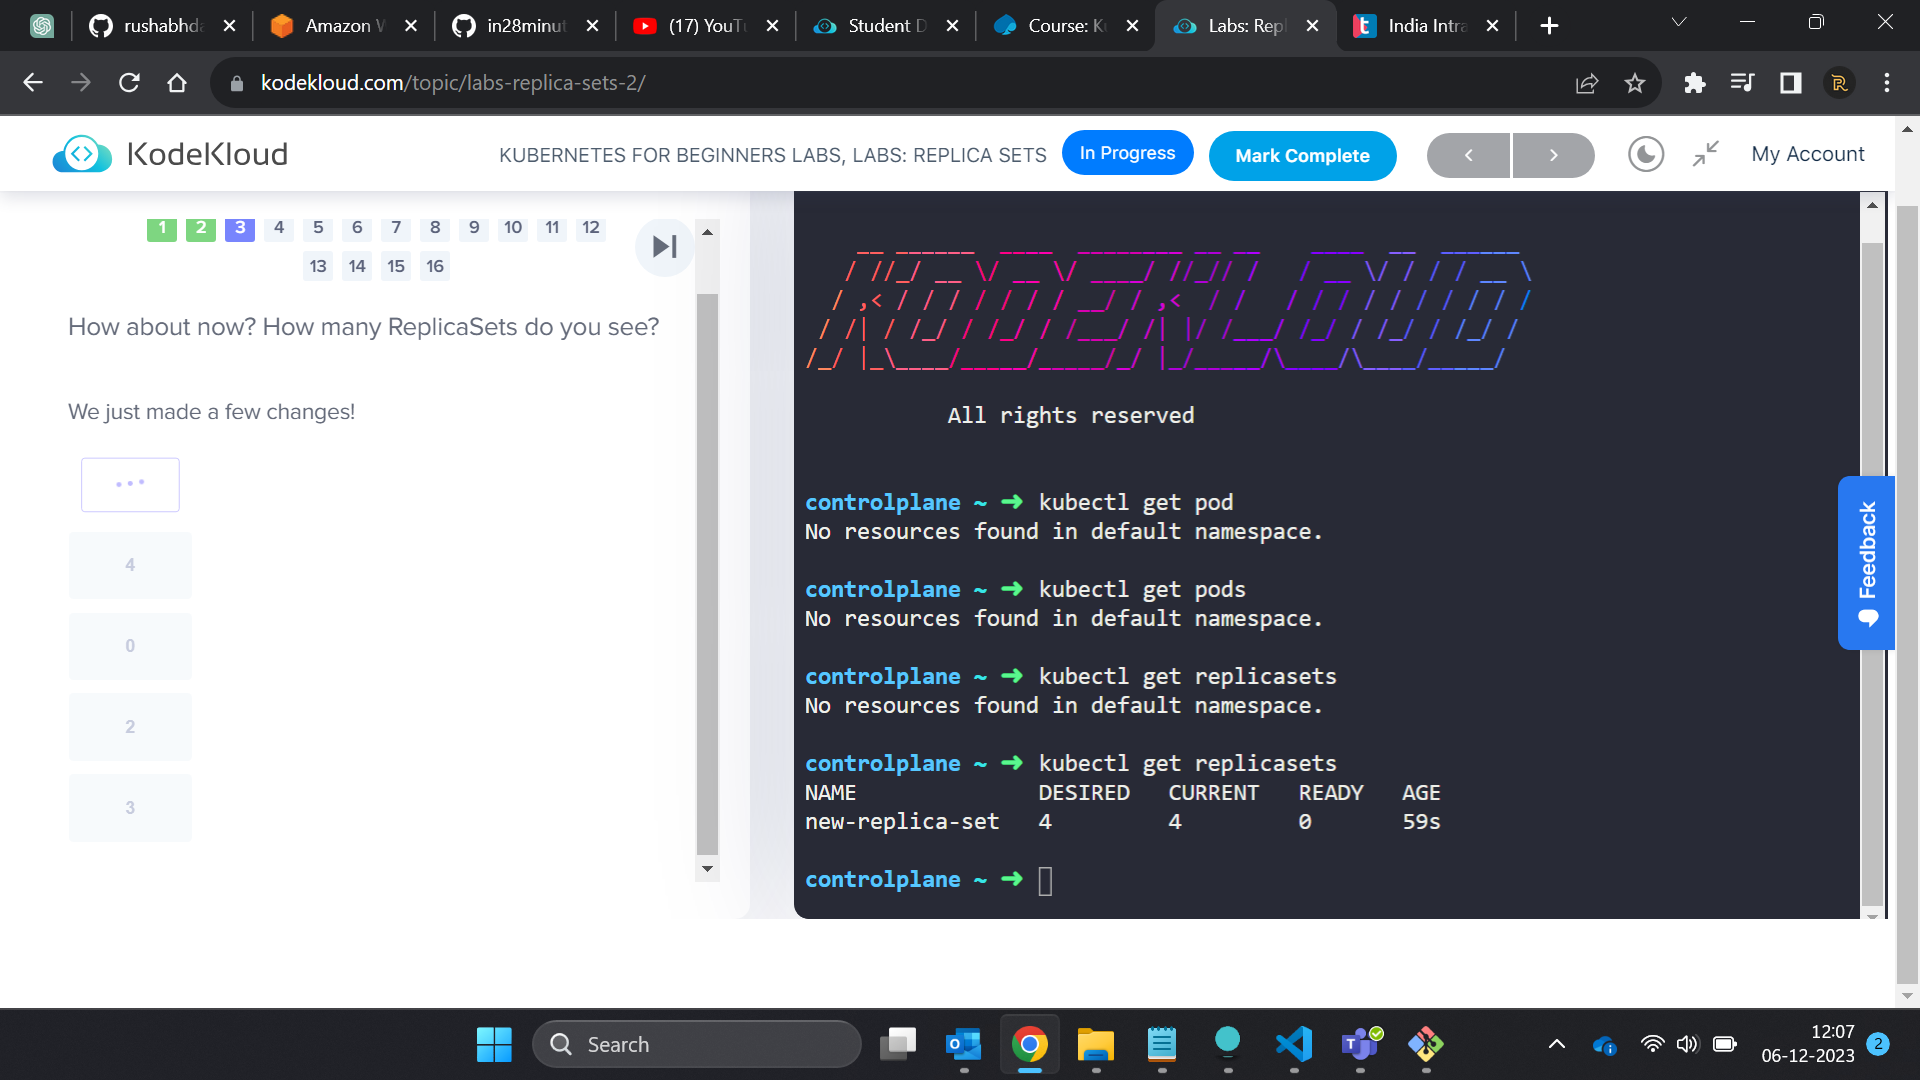 rushabhda
Amazon W
in28minut
(17) YouTu
Student D
Course: Ku
Labs: Repl
India Intra
kodekloud.com/topic/labs-replica-sets-2/
KodeKloud
KUBERNETES FOR BEGINNERS LABS, LABS: REPLICA SETS
In Progress
Mark Complete
My Account
1 2 3 4 5 6 7 8 9 10 11 12
13 14 15 16
How about now? How many ReplicaSets do you see?
We just made a few changes!
4
0
2
3
KODEKLOUD
All rights reserved
controlplane ~ ➜ kubectl get pod
No resources found in default namespace.
controlplane ~ ➜ kubectl get pods
No resources found in default namespace.
controlplane ~ ➜ kubectl get replicasets
No resources found in default namespace.
controlplane ~ ➜ kubectl get replicasets
NAME DESIRED CURRENT READY AGE
new-replica-set 4 4 0 59s
controlplane ~ ➜
Feedback
Search
12:07
06-12-2023
2